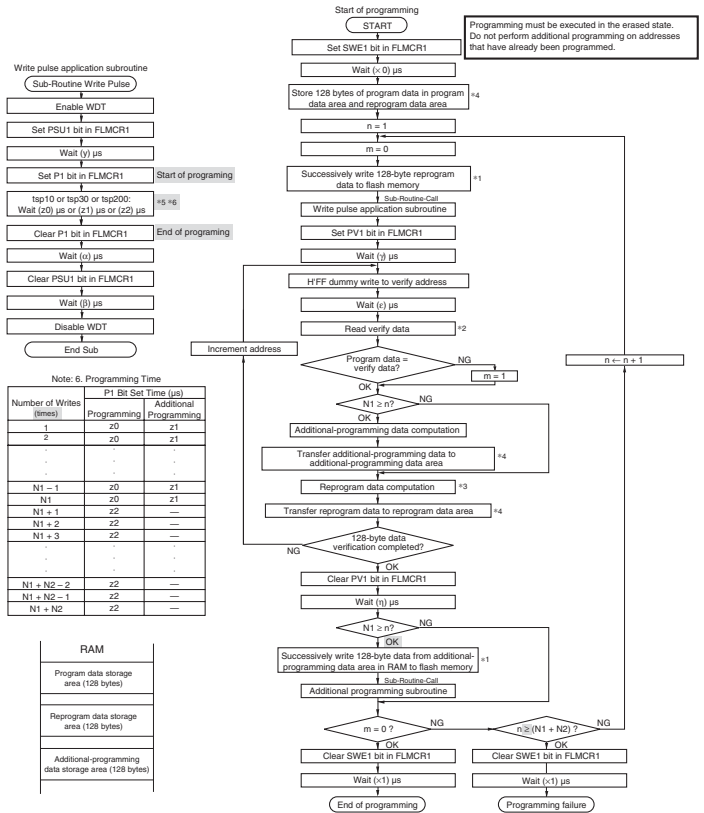 Start of programming
START
Programming must be executed in the erased state.
Do not perform additional programming on addresses
that have already been programmed.
Set SWE1 bit in FLMCR1
Wait (× 0) µs
Store 128 bytes of program data in program
data area and reprogram data area
*4
n = 1
m = 0
Successively write 128-byte reprogram
data to flash memory
*1
Sub-Routine-Call
Write pulse application subroutine
Set PV1 bit in FLMCR1
Wait (γ) µs
H'FF dummy write to verify address
Wait (ε) µs
Read verify data
*2
Increment address
Program data =
verify data?
NG
m = 1
OK
n ← n + 1
N1 ≥ n?
NG
OK
Additional-programming data computation
Transfer additional-programming data to
additional-programming data area
*4
Reprogram data computation
*3
Transfer reprogram data to reprogram data area
*4
128-byte data
verification completed?
NG
OK
Clear PV1 bit in FLMCR1
Wait (η) µs
N1 ≥ n?
NG
OK
Successively write 128-byte data from additional-
programming data area in RAM to flash memory
*1
Sub-Routine-Call
Additional programming subroutine
m = 0 ?
NG
n ≥ (N1 + N2) ?
NG
OK
OK
Clear SWE1 bit in FLMCR1
Clear SWE1 bit in FLMCR1
Wait (×1) µs
Wait (×1) µs
End of programming
Programming failure
Write pulse application subroutine
Sub-Routine Write Pulse
Enable WDT
Set PSU1 bit in FLMCR1
Wait (y) µs
Set P1 bit in FLMCR1
Start of programing
tsp10 or tsp30 or tsp200:
Wait (z0) µs or (z1) µs or (z2) µs
*5 *6
Clear P1 bit in FLMCR1
End of programing
Wait (α) µs
Clear PSU1 bit in FLMCR1
Wait (β) µs
Disable WDT
End Sub
Note: 6. Programming Time
Number of Writes
(times)
P1 Bit Set Time (µs)
Programming
Additional
Programming
1 z0 z1
2 z0 z1
. . .
. . .
. . .
N1 – 1 z0 z1
N1 z0 z1
N1 + 1 z2 —
N1 + 2 z2 —
N1 + 3 z2 —
. . .
. . .
. . .
N1 + N2 – 2 z2 —
N1 + N2 – 1 z2 —
N1 + N2 z2 —
RAM
Program data storage
area (128 bytes)
Reprogram data storage
area (128 bytes)
Additional-programming
data storage area (128 bytes)